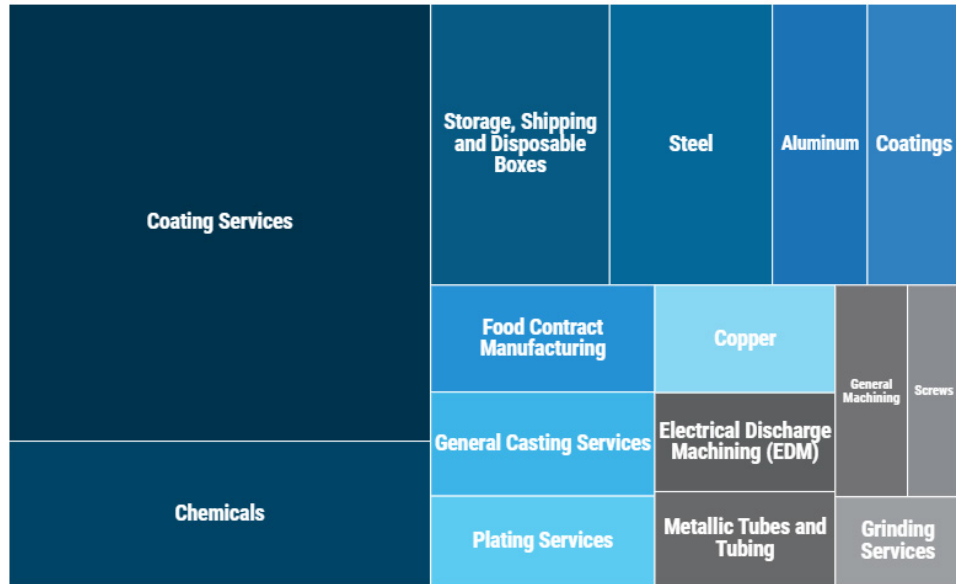 Coating Services
Chemicals
Storage, Shipping
and Disposable
Boxes
Steel
Aluminum
Coatings
Food Contract
Manufacturing
Copper
General
Machining
Screws
General Casting Services
Electrical Discharge
Machining (EDM)
Plating Services
Metallic Tubes and
Tubing
Grinding
Services